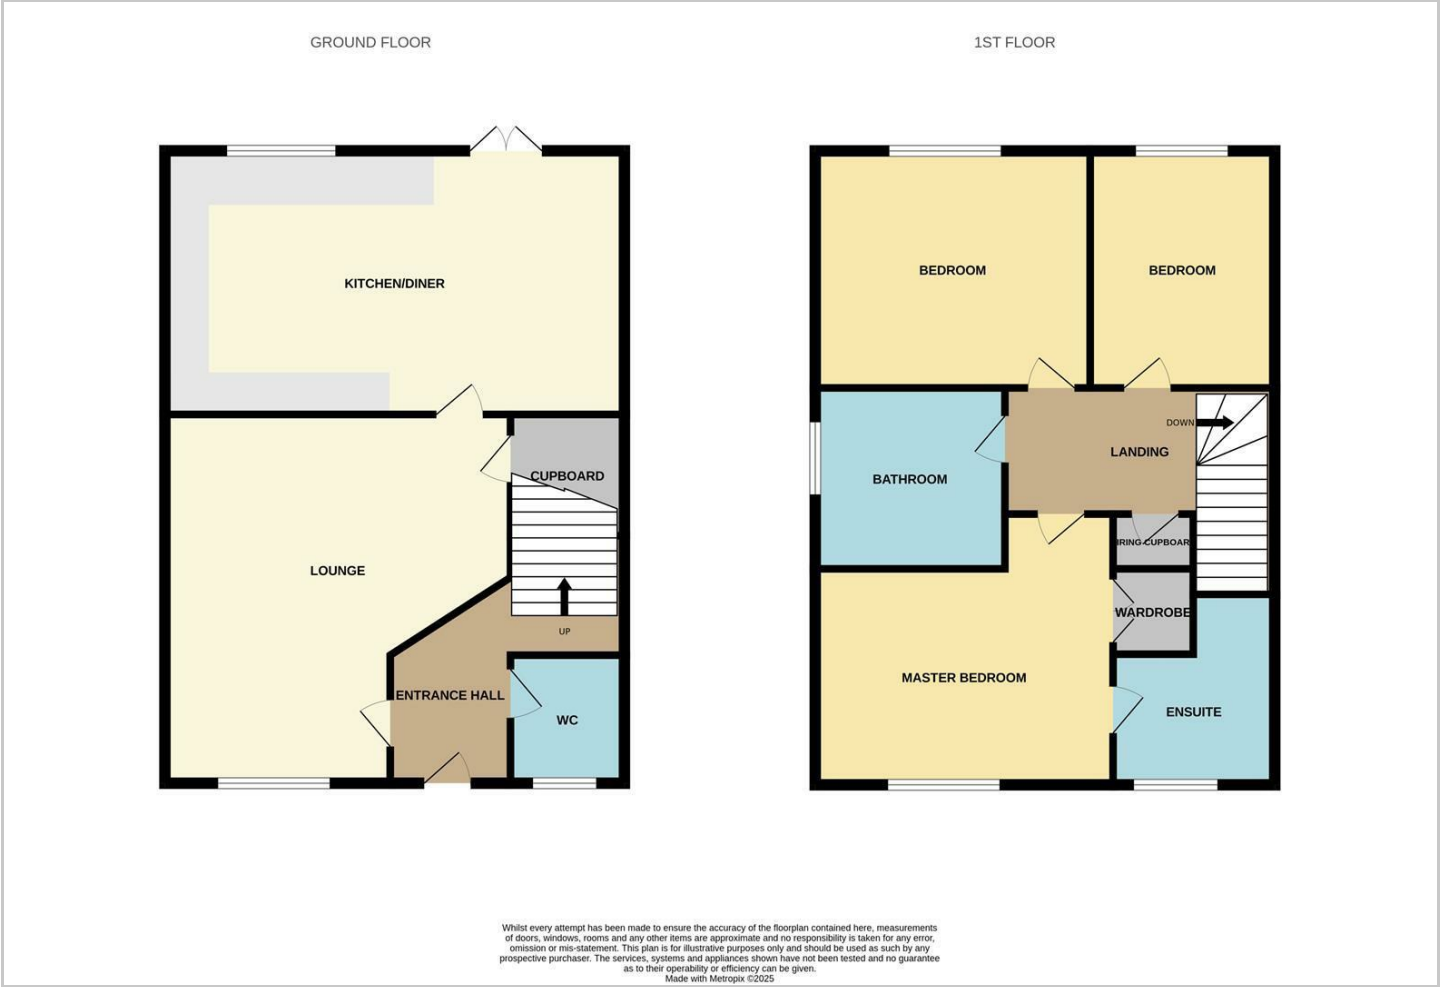 GROUND FLOOR
1ST FLOOR
KITCHEN/DINER
CUPBOARD
LOUNGE
UP
ENTRANCE HALL
WC
BEDROOM
BEDROOM
DOWN
LANDING
BATHROOM
IRING CUPBOAR
WARDROBE
MASTER BEDROOM
ENSUITE
Whilst every attempt has been made to ensure the accuracy of the floorplan contained here, measurements
of doors, windows, rooms and any other items are approximate and no responsibility is taken for any error,
omission or mis-statement. This plan is for illustrative purposes only and should be used as such by any
prospective purchaser. The services, systems and appliances shown have not been tested and no guarantee
as to their operability or efficiency can be given.
Made with Metropix ©2025